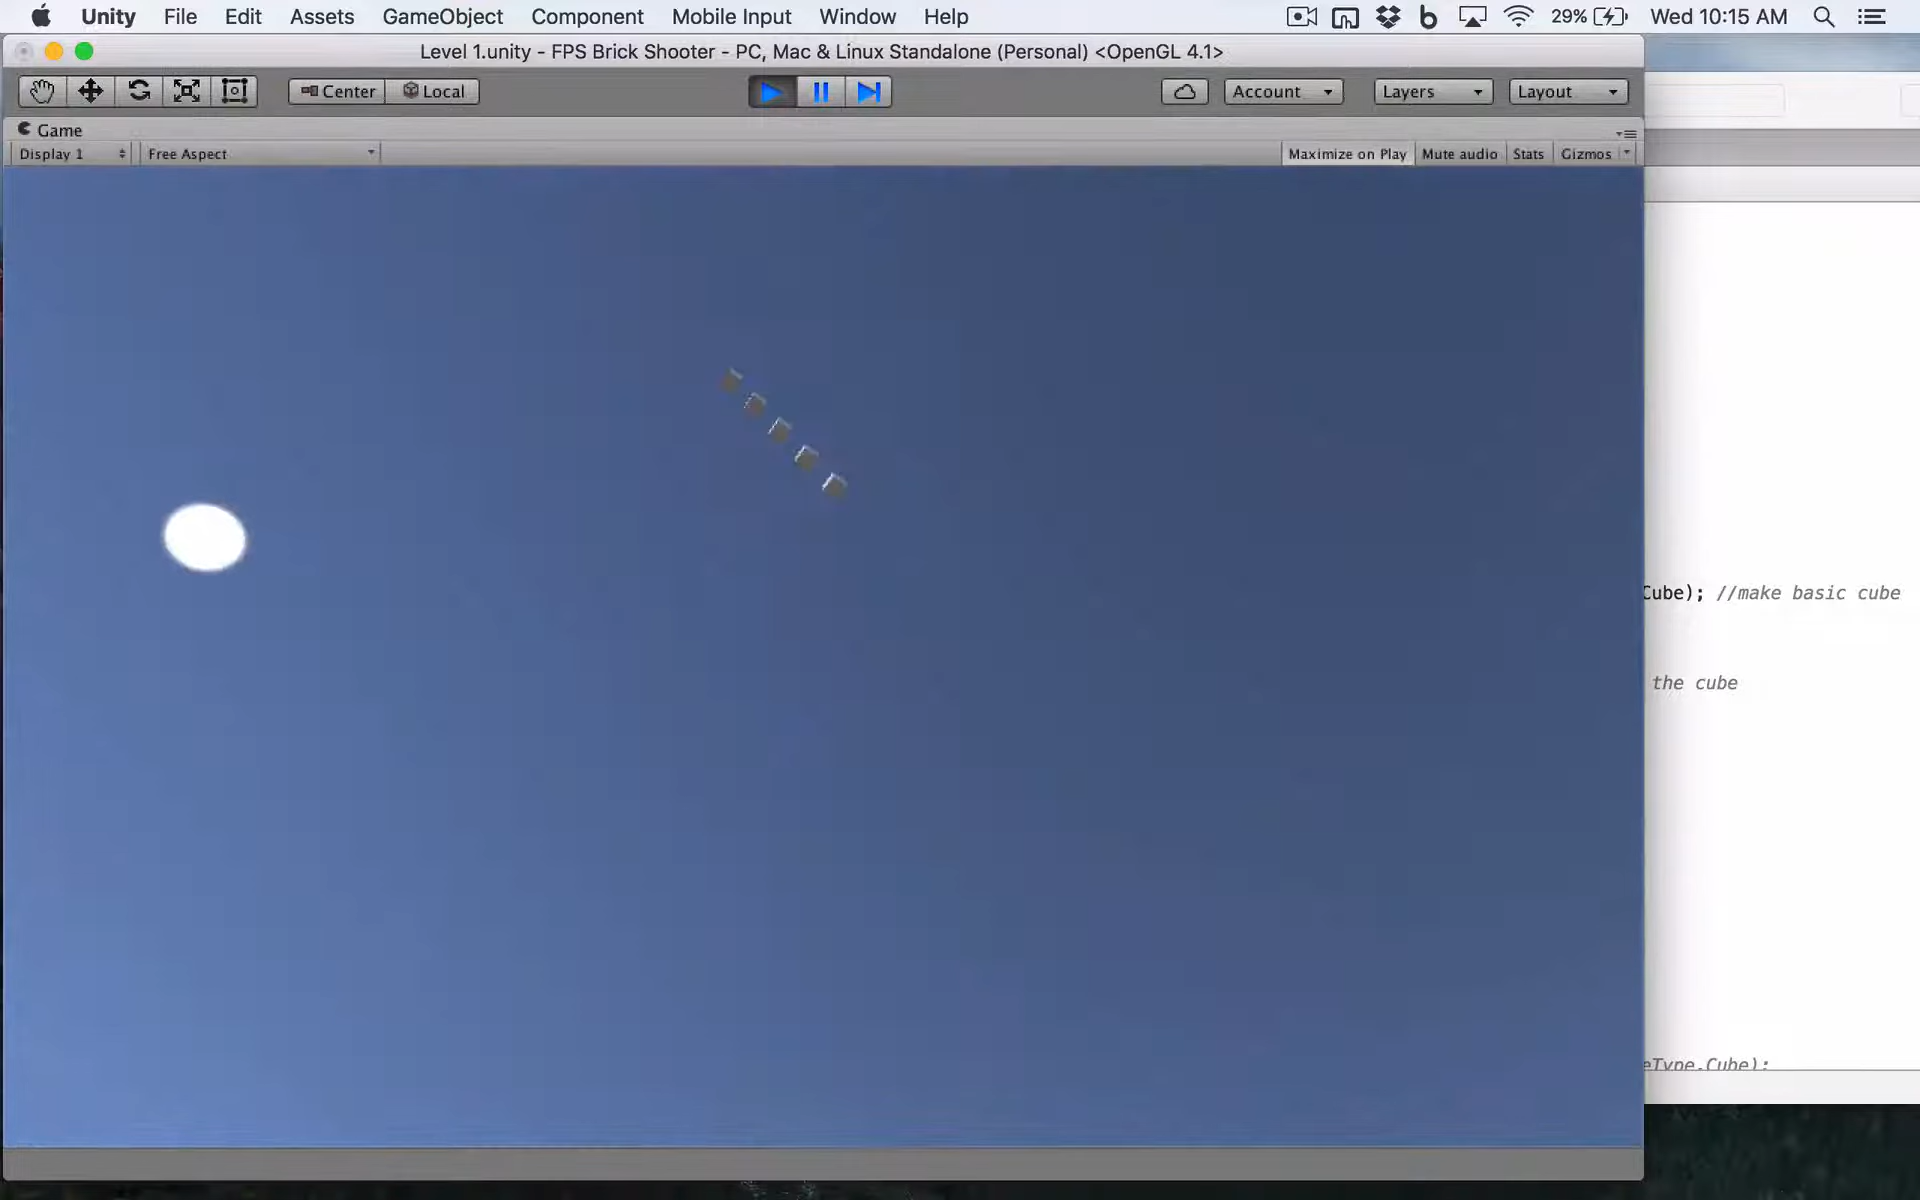 Unity File Edit Assets GameObject Component Mobile Input Window Help 29% Wed 10:15 AM
Level 1.unity - FPS Brick Shooter - PC, Mac & Linux Standalone (Personal) <OpenGL 4.1>
Center Local Account Layers Layout
Game
Display 1 Free Aspect Maximize on Play Mute audio Stats Gizmos
Cube); //make basic cube
the cube
eType.Cube);